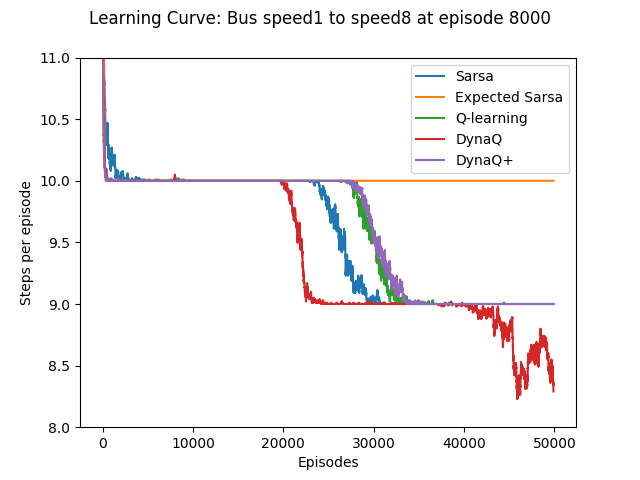 Learning Curve: Bus speed1 to speed8 at episode 8000
11.0
10.5
10.0
9.5
9.0
8.5
8.0
Steps per episode
Sarsa
Expected Sarsa
Q-learning
DynaQ
DynaQ+
0
10000
20000
30000
40000
50000
Episodes